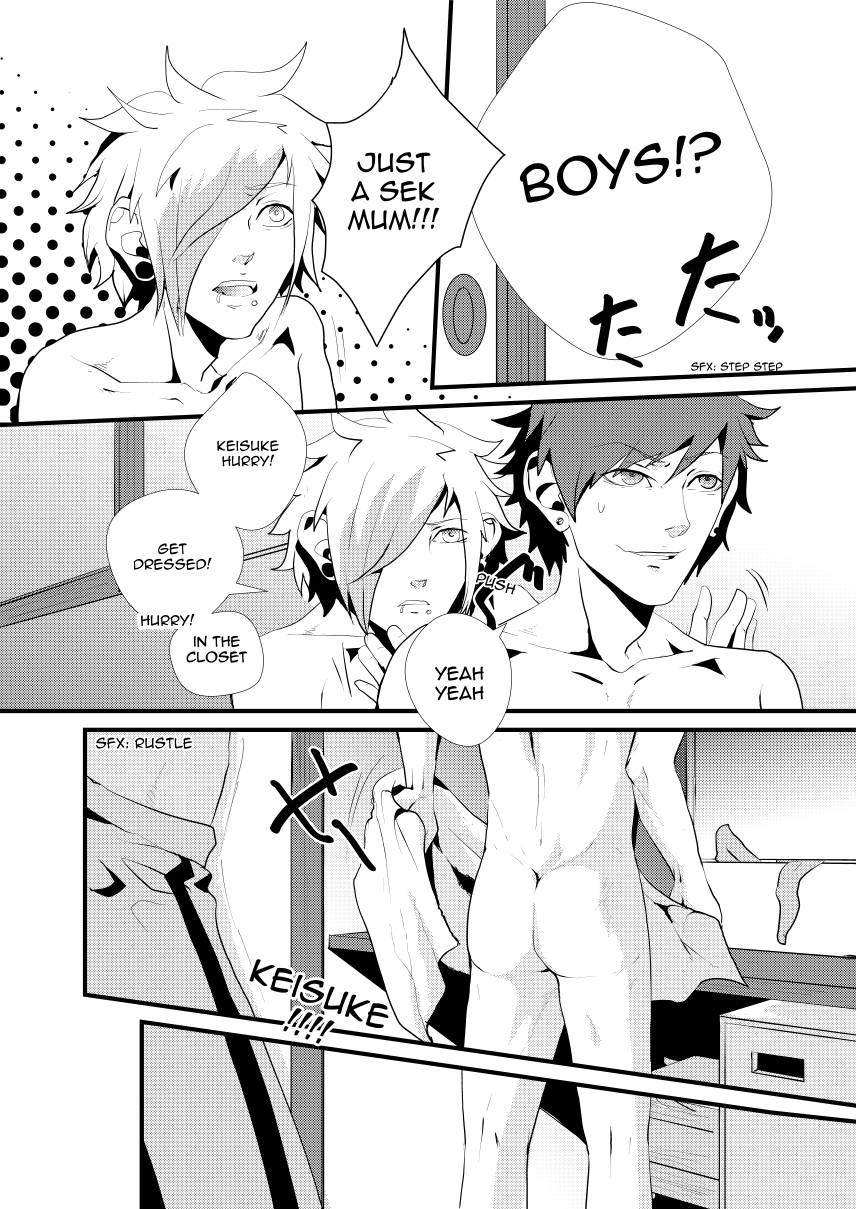 BOYS!?
たた
ッ
SFX: STEP STEP
JUST
A SEK
MUM!!!
KEISUKE
HURRY!
GET
DRESSED!
HURRY!
IN THE
CLOSET
PUSH
YEAH
YEAH
SFX: RUSTLE
KEISUKE
!!!!